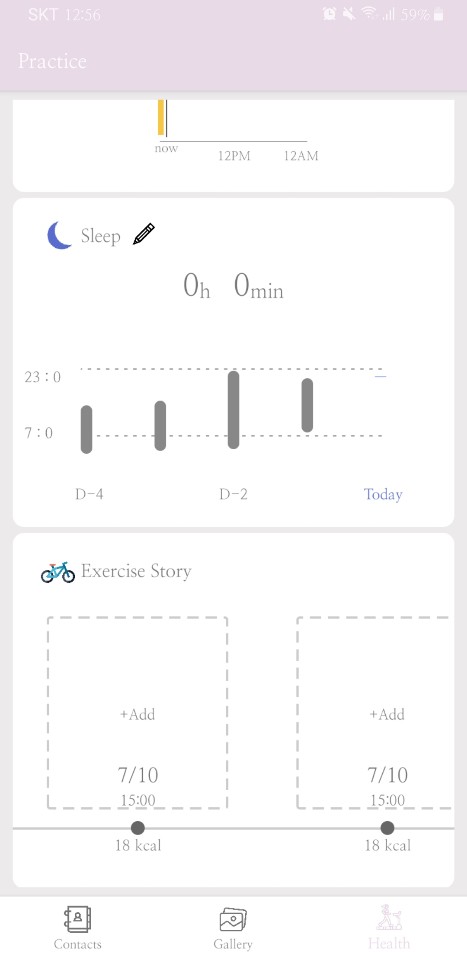 SKT 12:56
59%
Practice
now
12PM
12AM
Sleep
0h 0min
23:0
7:0
D-4
D-2
Today
Exercise Story
+Add
7/10
15:00
18 kcal
+Add
7/10
15:00
18 kcal
Contacts
Gallery
Health